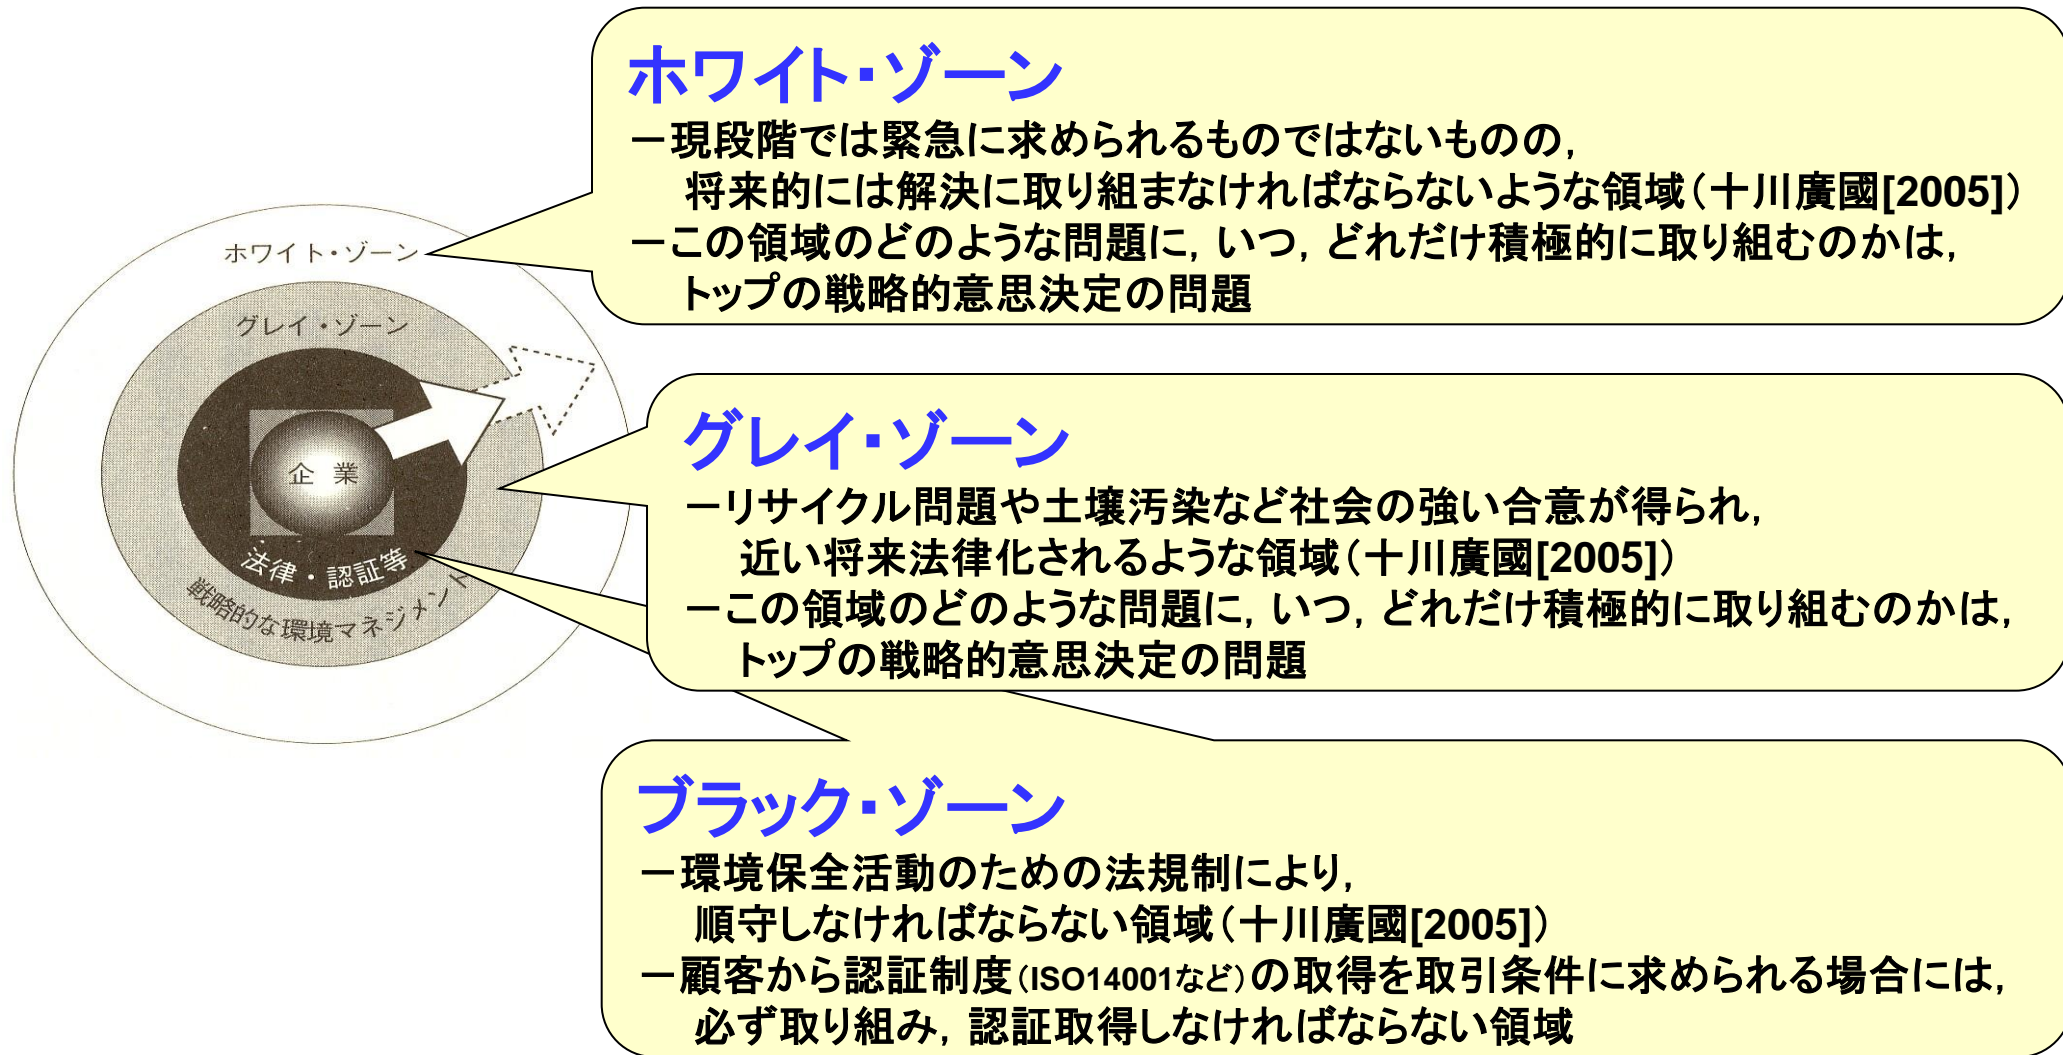 ホワイト・ゾーン
－現段階では緊急に求められるものではないものの，
将来的には解決に取り組まなければならないような領域（十川廣國[2005]）
－この領域のどのような問題に，いつ，どれだけ積極的に取り組むのかは，
トップの戦略的意思決定の問題
ホワイト・ゾーン
グレイ・ゾーン
企 業
法律・認証等
戦略的な環境マネジメント
グレイ・ゾーン
－リサイクル問題や土壌汚染など社会の強い合意が得られ，
近い将来法律化されるような領域（十川廣國[2005]）
－この領域のどのような問題に，いつ，どれだけ積極的に取り組むのかは，
トップの戦略的意思決定の問題
ブラック・ゾーン
－環境保全活動のための法規制により，
順守しなければならない領域（十川廣國[2005]）
－顧客から認証制度（ISO14001など）の取得を取引条件に求められる場合には，
必ず取り組み，認証取得しなければならない領域